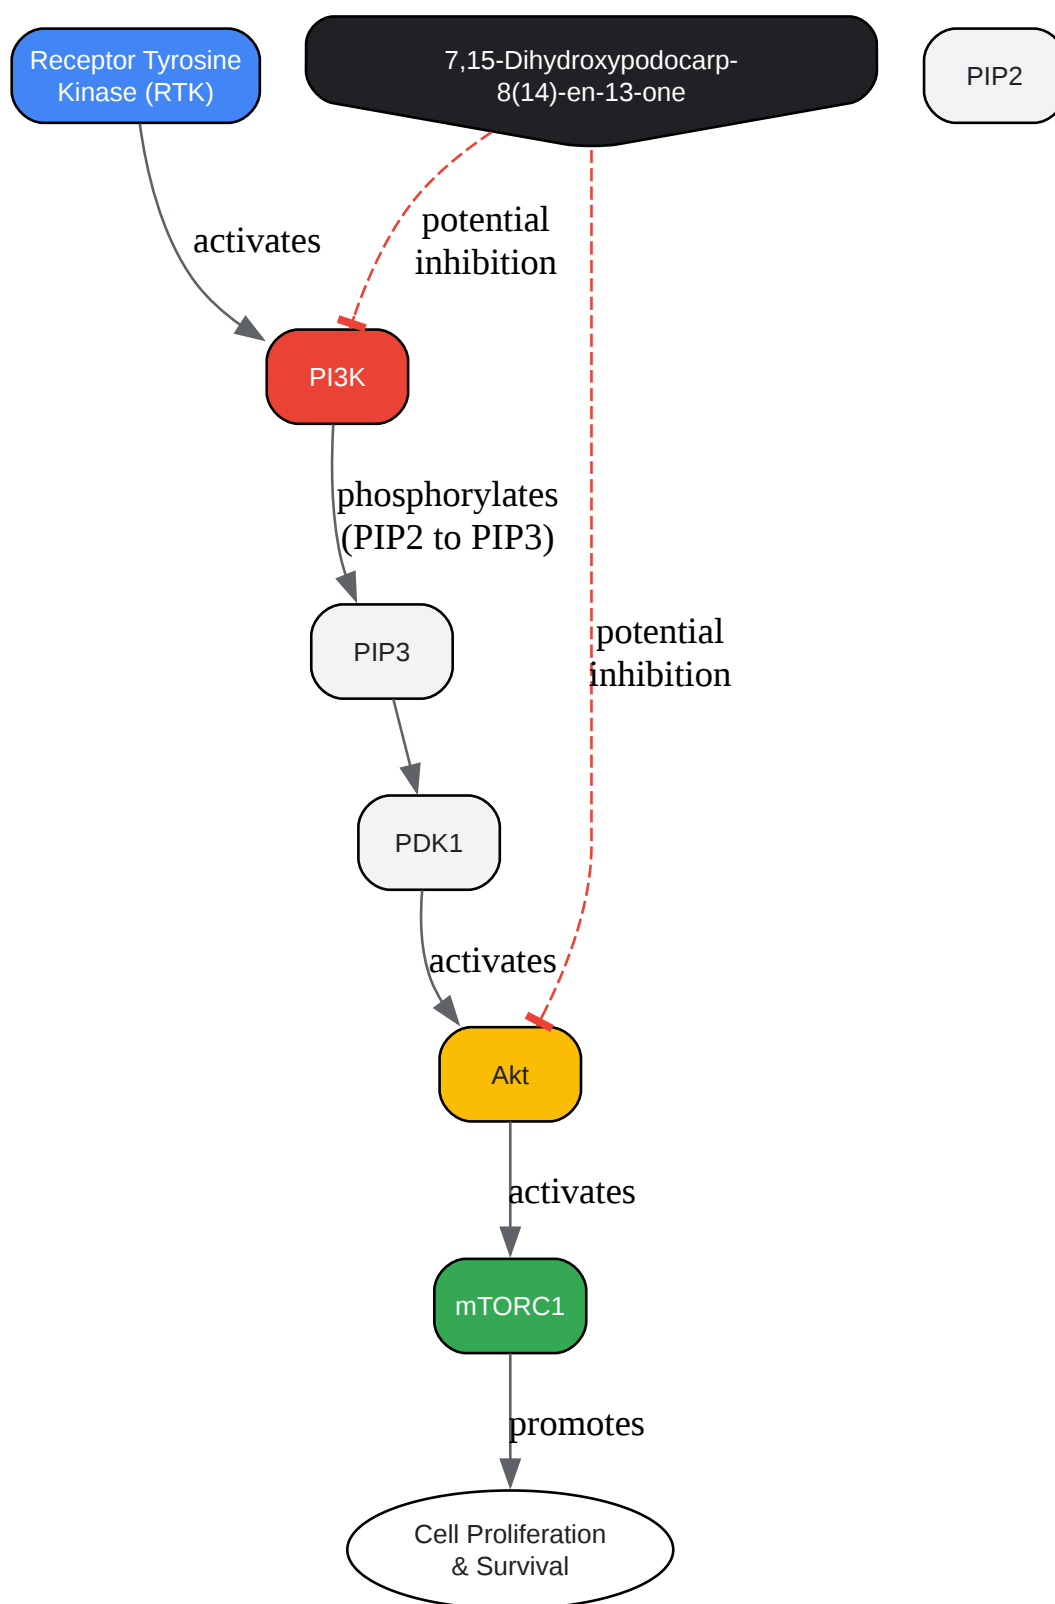 Receptor Tyrosine
Kinase (RTK)
7,15-Dihydroxypodocarp-
8(14)-en-13-one
PIP2
activates
potential
inhibition
PI3K
phosphorylates
(PIP2 to PIP3)
PIP3
potential
inhibition
PDK1
activates
Akt
activates
mTORC1
promotes
Cell Proliferation
& Survival